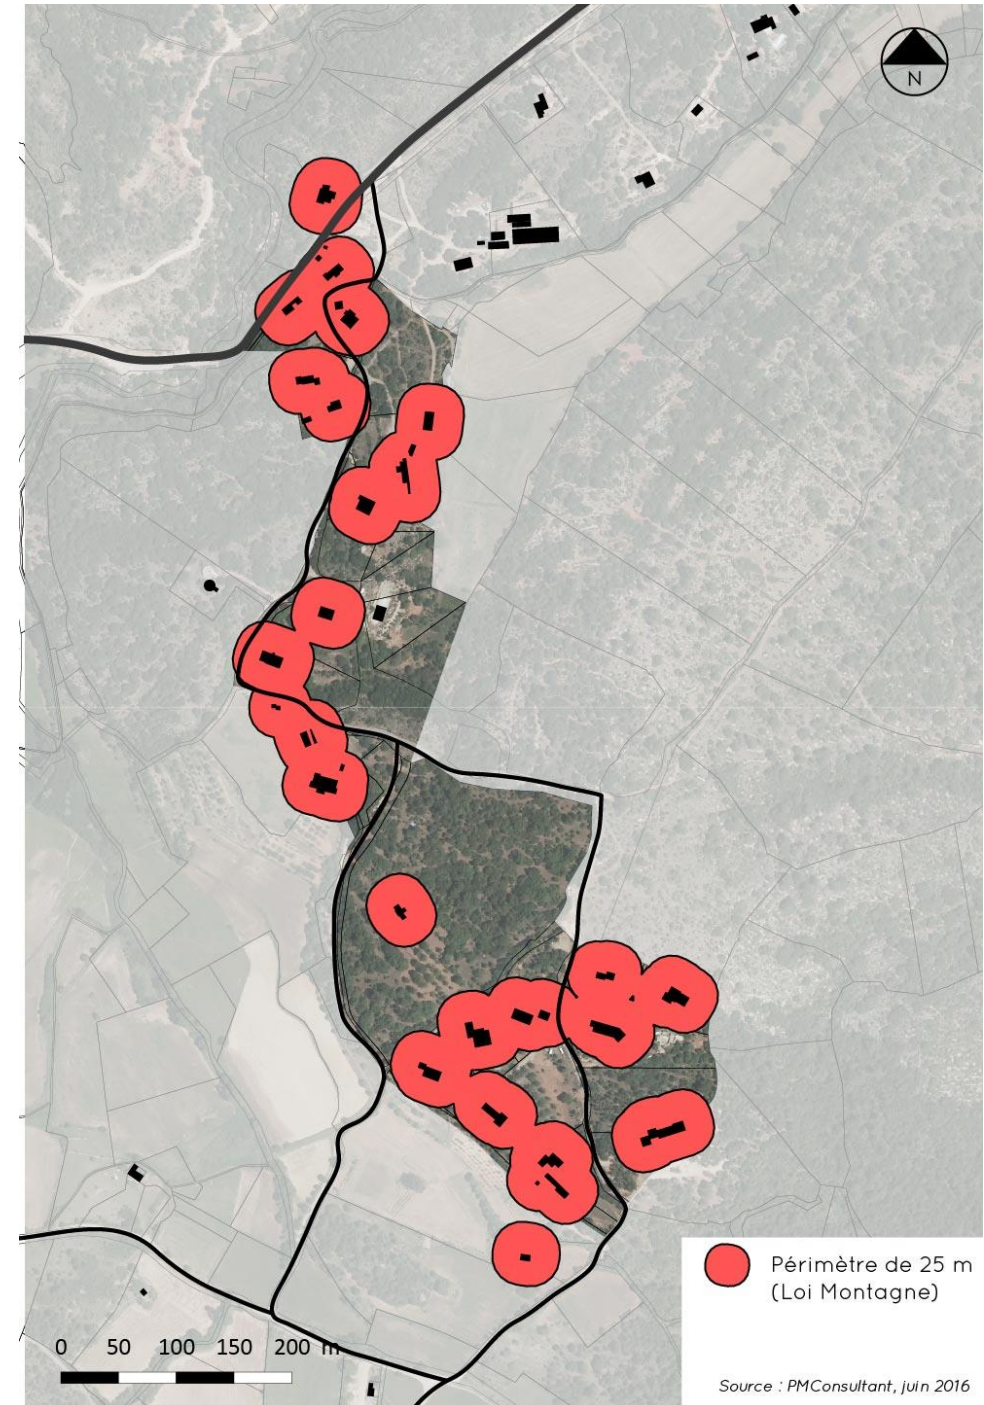 N
Périmètre de 25 m
(Loi Montagne)
0 50 100 150 200 m
Source : PMConsultant, juin 2016